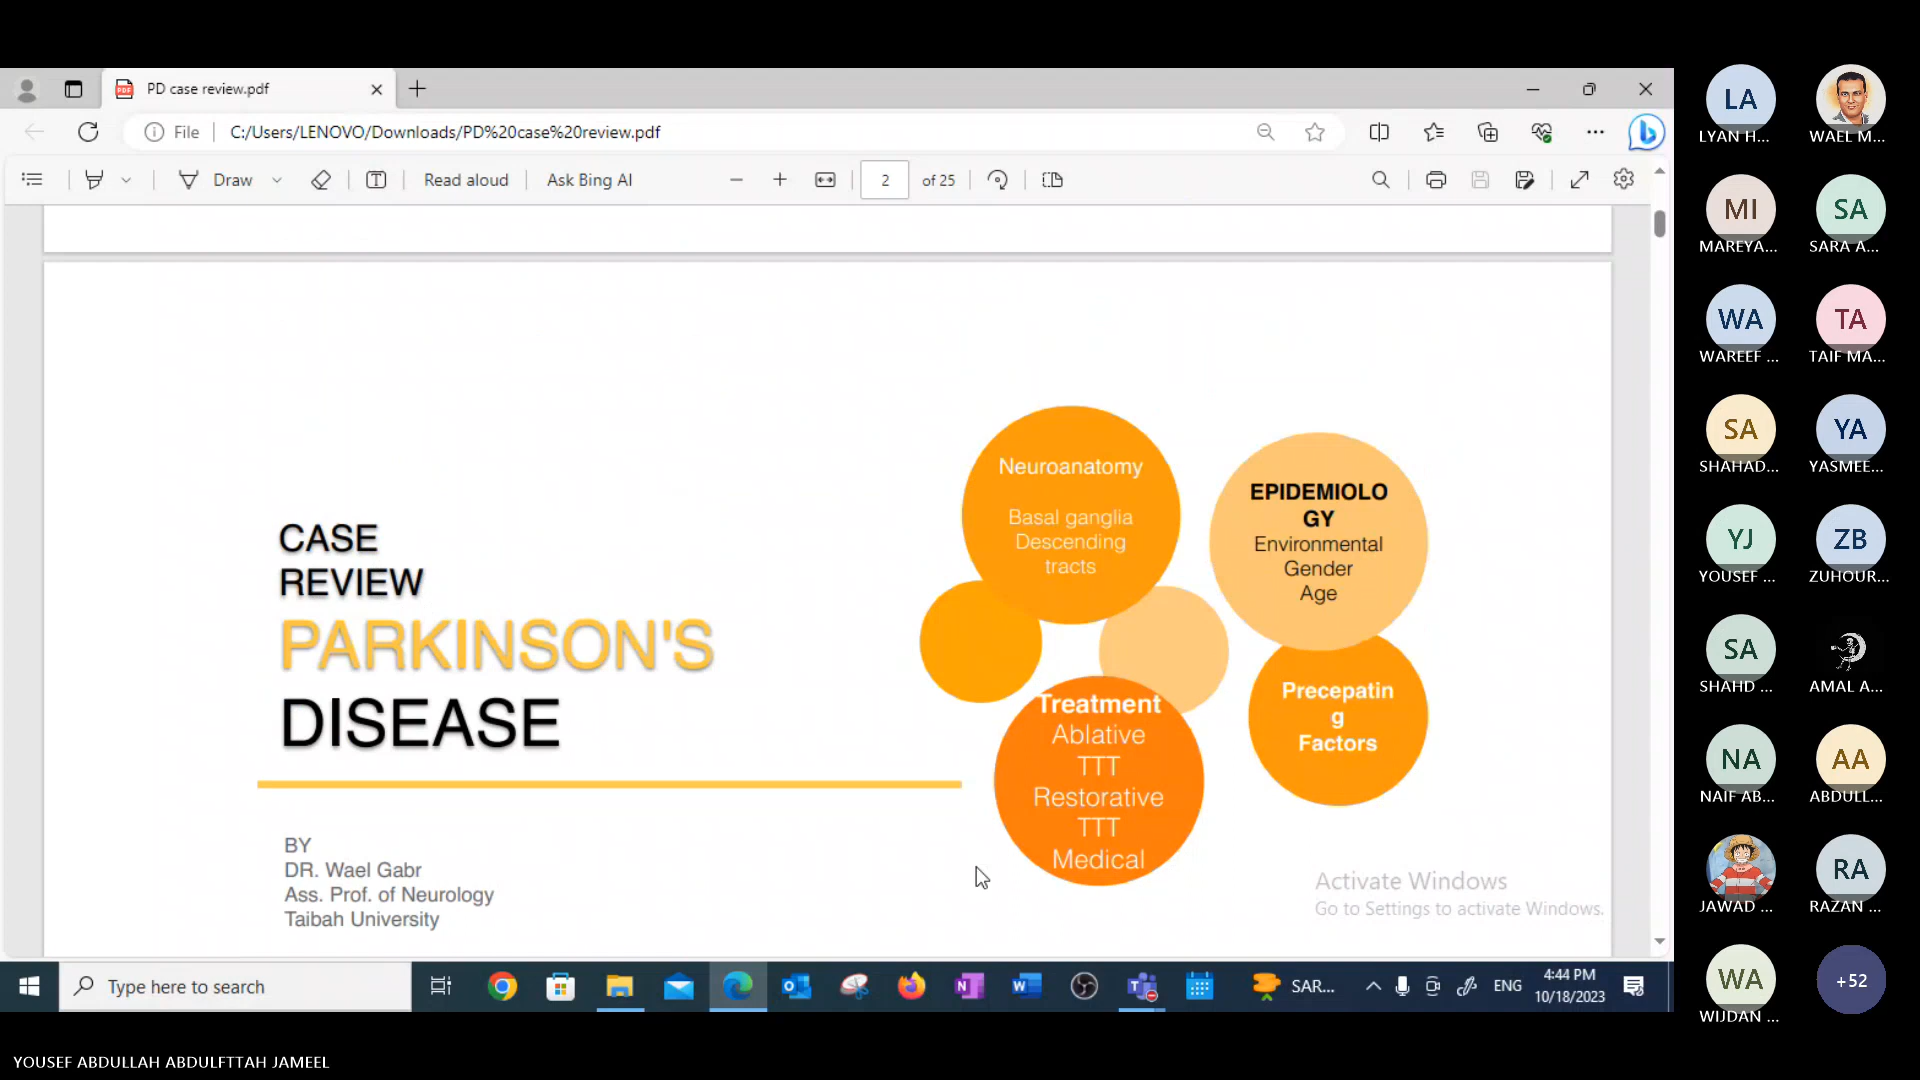 PD case review.pdf
File
C:/Users/LENOVO/Downloads/PD%20case%20review.pdf
Draw
Read aloud
Ask Bing AI
2
of 25
CASE
REVIEW
PARKINSON'S
DISEASE
BY
DR. Wael Gabr
Ass. Prof. of Neurology
Taibah University
Neuroanatomy
Basal ganglia
Descending
tracts
EPIDEMIOLO
GY
Environmental
Gender
Age
Precepatin
g
Factors
Treatment
Ablative
TTT
Restorative
TTT
Medical
Activate Windows
Go to Settings to activate Windows.
Type here to search
SAR...
ENG
4:44 PM
10/18/2023
LA
LYAN H...
WAEL M...
MI
MAREYA...
SA
SARA A...
WA
WAREEF ...
TA
TAIF MA...
SA
SHAHAD...
YA
YASMEE...
YJ
YOUSEF ...
ZB
ZUHOUR...
SA
SHAHD ...
AMAL A...
NA
NAIF AB...
AA
ABDULL...
JAWAD ...
RA
RAZAN ...
WA
WIJDAN ...
+52
YOUSEF ABDULLAH ABDULFTTAH JAMEEL